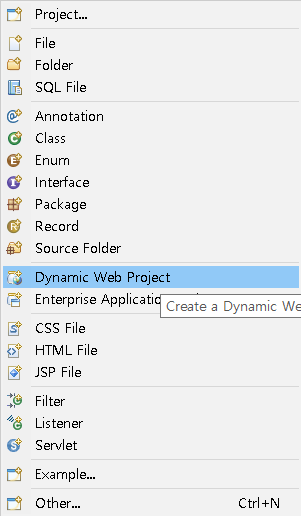 Project...
File
Folder
SQL File
Annotation
Class
Enum
Interface
Package
Record
Source Folder
Dynamic Web Project
Enterprise Application
Create a Dynamic We
CSS File
HTML File
JSP File
Filter
Listener
Servlet
Example...
Other... Ctrl+N